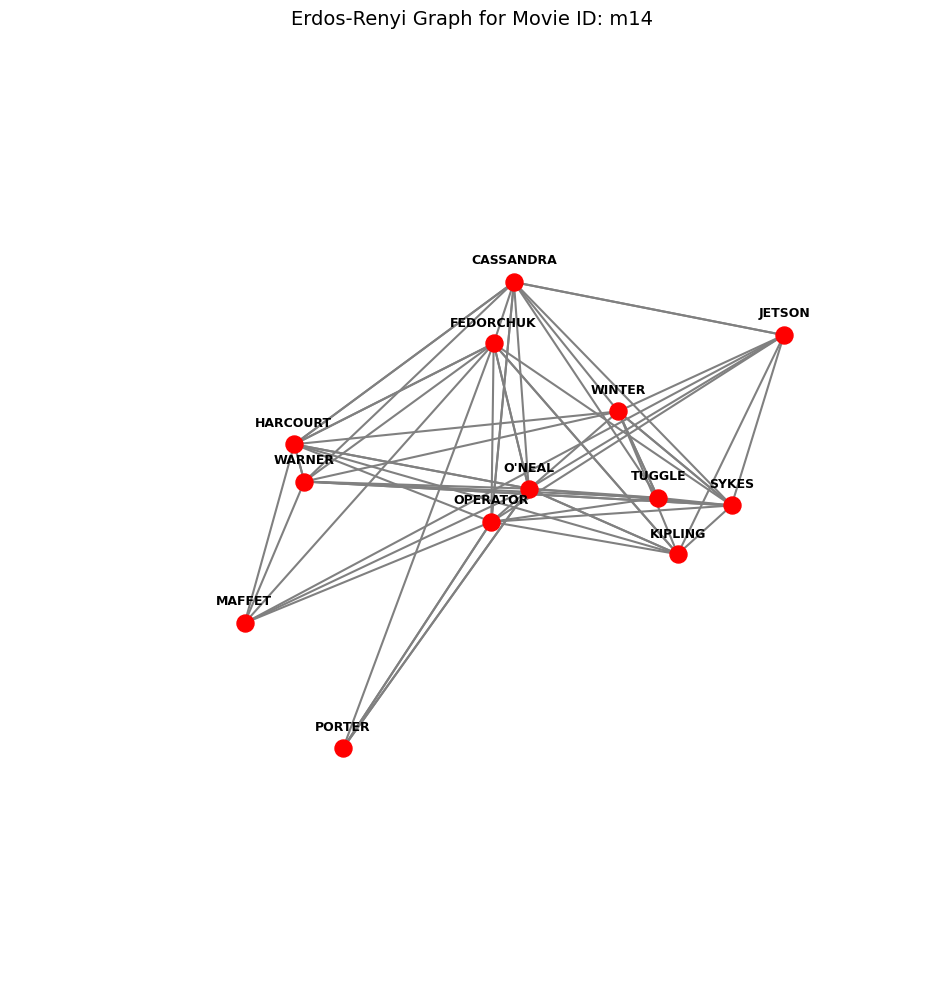 Erdos-Renyi Graph for Movie ID: m14
CASSANDRA
JETSON
FEDORCHUK
WINTER
HARCOURT
WARNER
O'NEAL
TUGGLE
SYKES
OPERATOR
KIPLING
MAFFET
PORTER